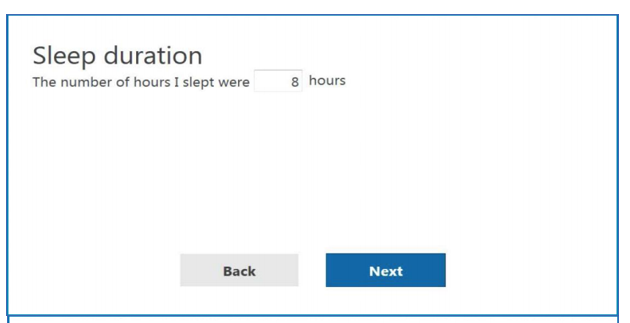 Sleep duration
The number of hours I slept were 8 hours
Back Next